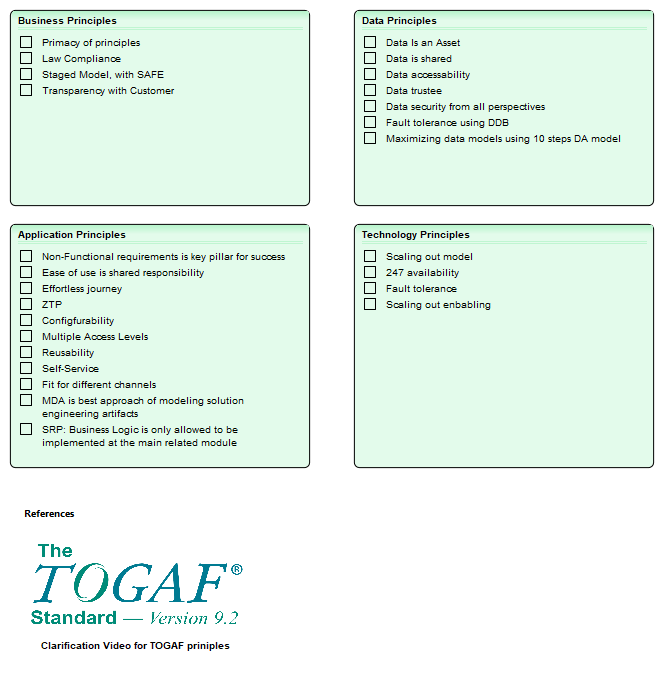 Business Principles
Primacy of principles
Law Compliance
Staged Model, with SAFE
Transparency with Customer
Data Principles
Data Is an Asset
Data is shared
Data accessability
Data trustee
Data security from all perspectives
Fault tolerance using DDB
Maximizing data models using 10 steps DA model
Application Principles
Non-Functional requirements is key pillar for success
Ease of use is shared responsibility
Effortless journey
ZTP
Configfurability
Multiple Access Levels
Reusability
Self-Service
Fit for different channels
MDA is best approach of modeling solution
engineering artifacts
SRP: Business Logic is only allowed to be
implemented at the main related module
Technology Principles
Scaling out model
247 availability
Fault tolerance
Scaling out enbabling
References
The
TOGAF®
Standard — Version 9.2
Clarification Video for TOGAF priniples